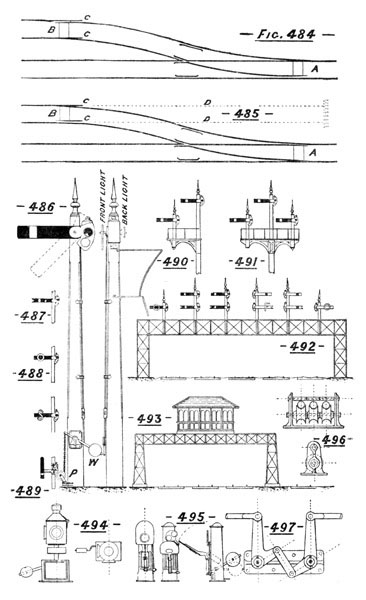 - FIG. 484 -
C
B
C
A
C
D
- 485 -
B
C
D
A
- 486 -
FRONT LIGHT
BACK LIGHT
- 490 -
- 491 -
- 487 -
- 492 -
- 488 -
- 493 -
- 496 -
W
P
- 489 -
- 494 -
- 495 -
- 497 -